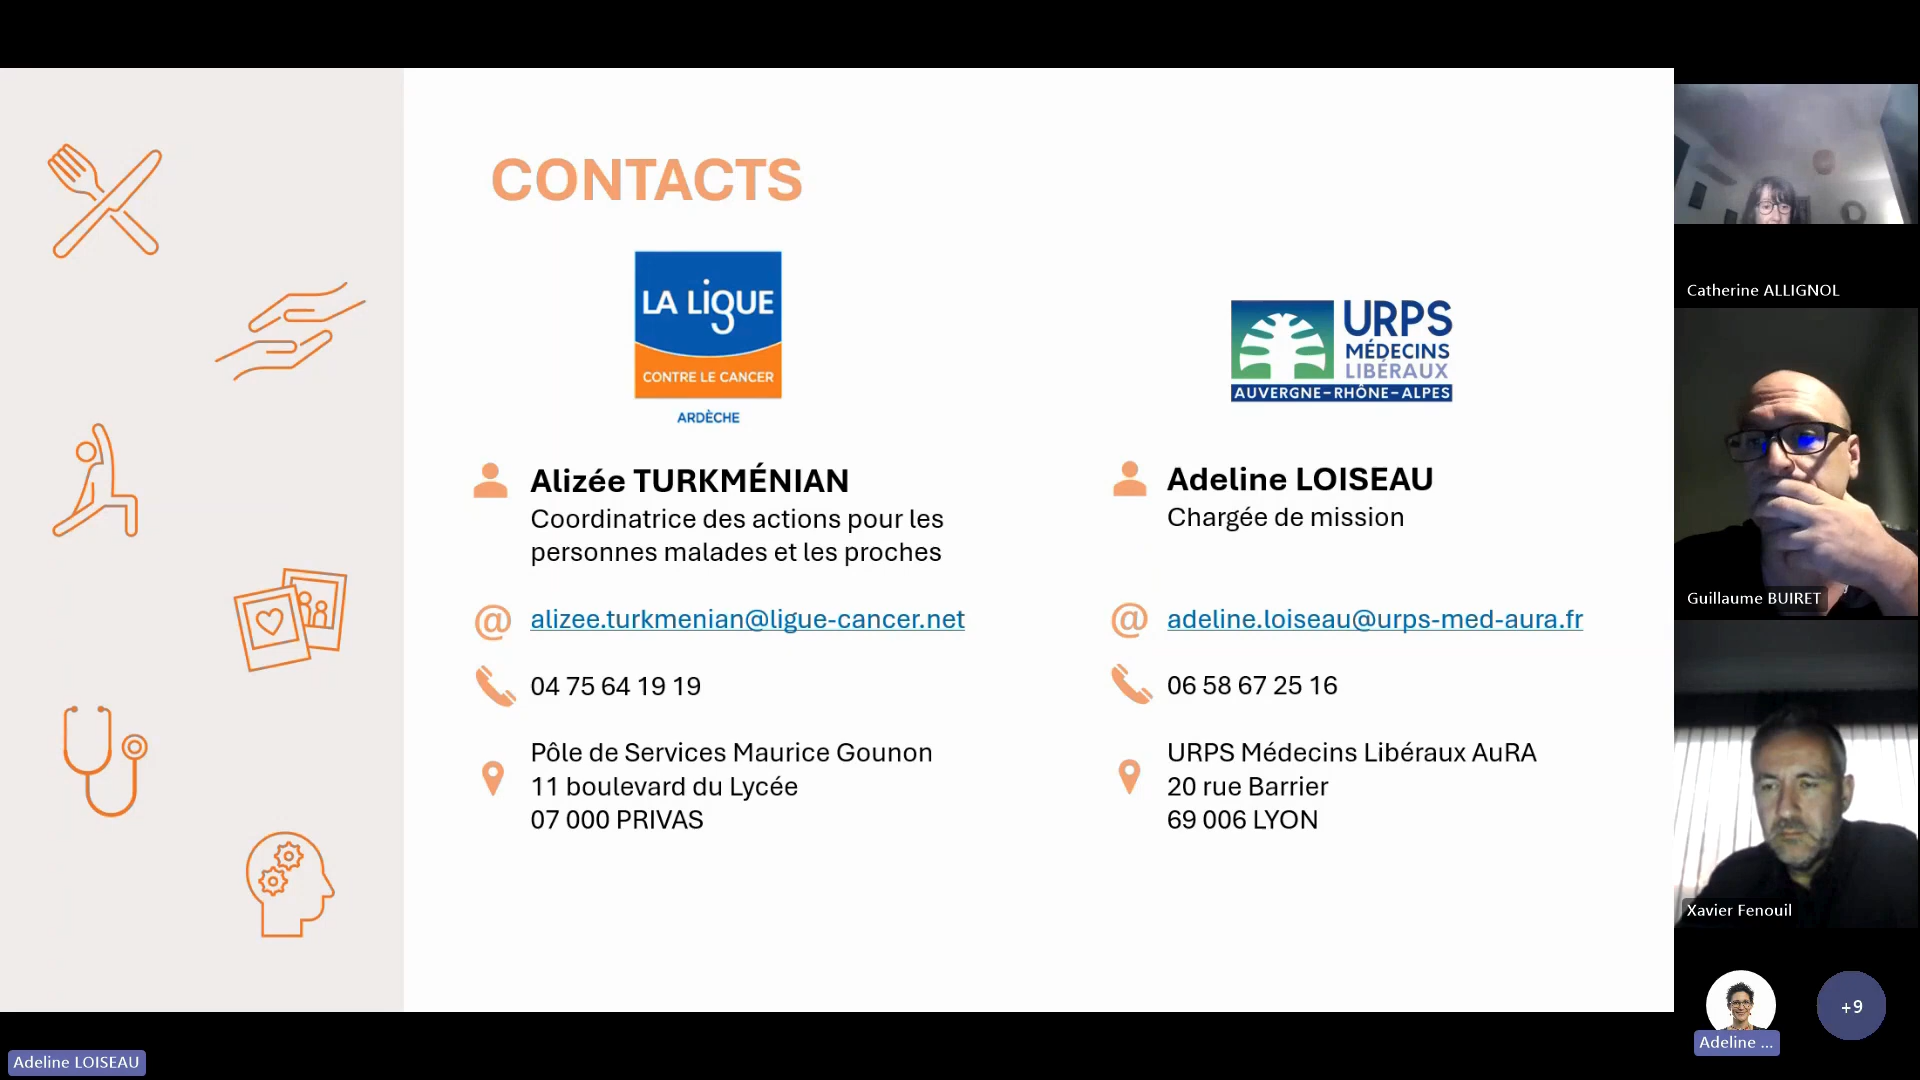 CONTACTS
LA LIGUE
CONTRE LE CANCER
ARDÈCHE
Alizée TURKMÉNIAN
Coordinatrice des actions pour les
personnes malades et les proches
@ alizee.turkmenian@ligue-cancer.net
04 75 64 19 19
Pôle de Services Maurice Gounon
11 boulevard du Lycée
07 000 PRIVAS
URPS
MÉDECINS
LIBÉRAUX
AUVERGNE-RHÔNE-ALPES
Adeline LOISEAU
Chargée de mission
@ adeline.loiseau@urps-med-aura.fr
06 58 67 25 16
URPS Médecins Libéraux AuRA
20 rue Barrier
69 006 LYON
Catherine ALLIGNOL
Guillaume BUIRET
Xavier Fenouil
Adeline ...
+9
Adeline LOISEAU